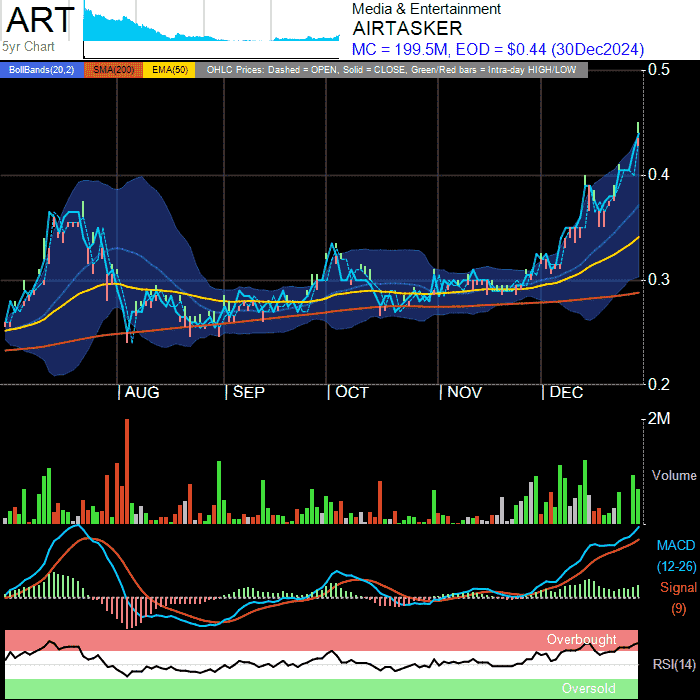 ART
5yr Chart
Media & Entertainment
AIRTASKER
MC = 199.5M, EOD = $0.44 (30Dec2024)
BollBands(20,2) SMA(200) EMA(50) OHLC Prices: Dashed = OPEN, Solid = CLOSE, Green/Red bars = Intra-day HIGH/LOW
0.5
0.4
0.3
0.2
AUG SEP OCT NOV DEC
2M
Volume
MACD
(12-26)
Signal
(9)
Overbought
RSI(14)
Oversold